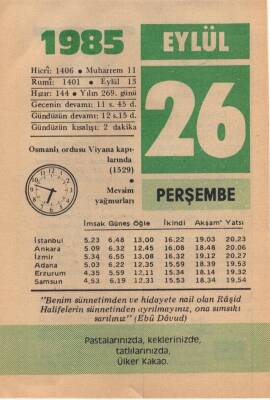 1985
EYLÜL
Hicrî: 1406 • Muharrem 11
Rumî: 1401 • Eylül 13
Hızır: 144 • Yılın 269. günü
Gecenin devamı; 11 s. 45 d.
Gündüzün devamı; 12 s.15 d.
Gündüzün kısalışı: 2 dakika
26
PERŞEMBE
Osmanlı ordusu Viyana kapı-
larında
(1529)
•
Mevsim
yağmurları
İmsak Güneş Öğle İkindi Akşam Yatsı
İstanbul 5.23 6.48 13.00 16.22 19.03 20.23
Ankara 5.09 6.32 12.45 16.08 18.48 20.06
İzmir 5.34 6.55 13.08 16.32 19.12 20.27
Adana 5.03 6.22 12.35 15.59 18.39 19.53
Erzurum 4.35 5.59 12.11 15.34 18.14 19.32
Samsun 4.53 6.19 12.31 15.53 18.34 19.54
"Benim sünnetimden ve hidayete nail olan Râşid
Halifelerin sünnetinden ayrılmayınız, ona sımsıkı
sarılınız" (Ebû Dâvud)
Pastalarınızda, keklerinizde,
tatlılarınızda,
Ülker Kakao.